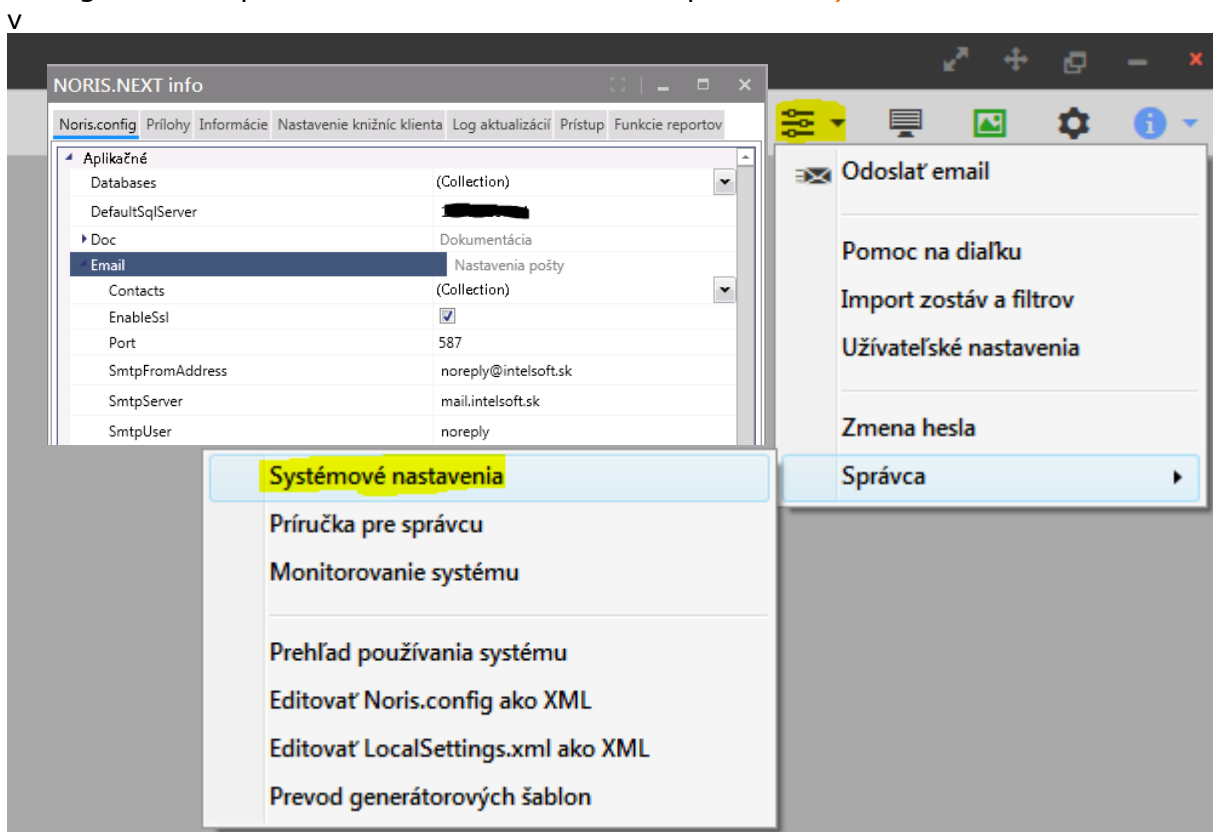 v
NORIS.NEXT info
Noris.config Prílohy Informácie Nastavenie knižníc klienta Log aktualizácií Prístup Funkcie reportov
Aplikačné
Databases (Collection)
DefaultSqlServer
Doc Dokumentácia
Email Nastavenia pošty
Contacts (Collection)
EnableSsl
Port 587
SmtpFromAddress noreply@intelsoft.sk
SmtpServer mail.intelsoft.sk
SmtpUser noreply
Odoslať email
Pomoc na diaľku
Import zostáv a filtrov
Užívateľské nastavenia
Zmena hesla
Správca
Systémové nastavenia
Príručka pre správcu
Monitorovanie systému
Prehľad používania systému
Editovať Noris.config ako XML
Editovať LocalSettings.xml ako XML
Prevod generátorových šablon